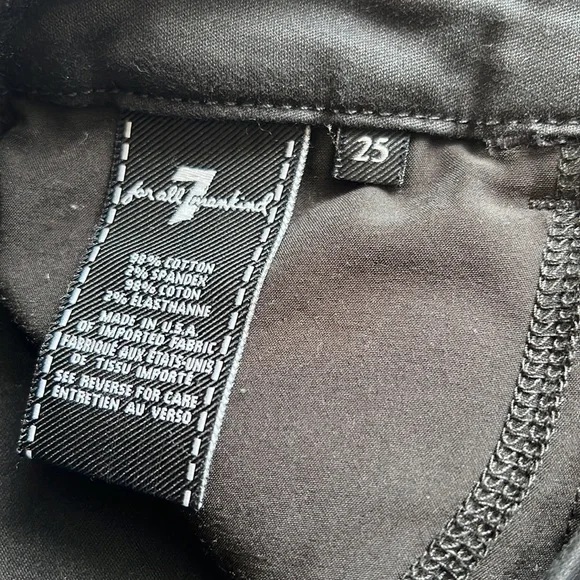 7
for all mankind
25
98% COTTON
2% SPANDEX
98% COTON
2% ÉLASTHANNE
MADE IN U.S.A.
OF IMPORTED FABRIC
FABRIQUÉ AUX ÉTATS-UNIS
DE TISSU IMPORTÉ
SEE REVERSE FOR CARE
ENTRETIEN AU VERSO